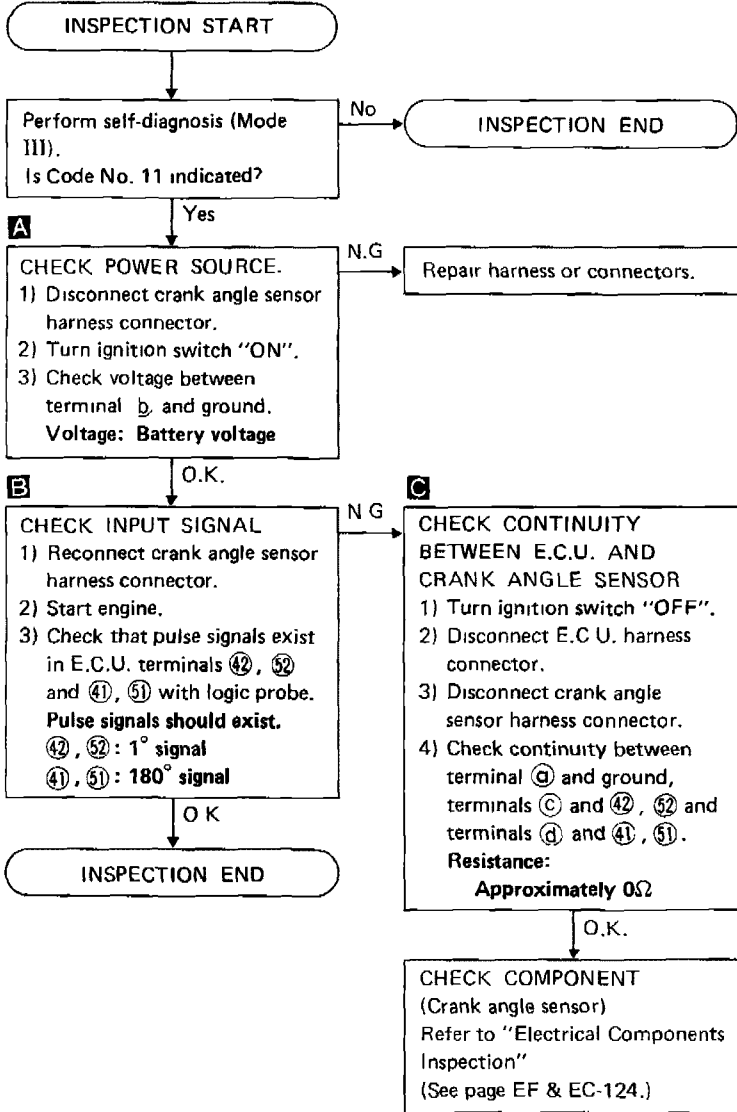 INSPECTION START
Perform self-diagnosis (Mode
III).
Is Code No. 11 indicated?
No
INSPECTION END
Yes
A
CHECK POWER SOURCE.
1) Disconnect crank angle sensor
harness connector.
2) Turn ignition switch "ON".
3) Check voltage between
terminal b. and ground.
Voltage: Battery voltage
N.G
Repair harness or connectors.
O.K.
B
CHECK INPUT SIGNAL
1) Reconnect crank angle sensor
harness connector.
2) Start engine.
3) Check that pulse signals exist
in E.C.U. terminals 42, 52
and 41, 51 with logic probe.
Pulse signals should exist.
42, 52: 1° signal
41, 51: 180° signal
N G
O K
INSPECTION END
C
CHECK CONTINUITY
BETWEEN E.C.U. AND
CRANK ANGLE SENSOR
1) Turn ignition switch "OFF".
2) Disconnect E.C U. harness
connector.
3) Disconnect crank angle
sensor harness connector.
4) Check continuity between
terminal a and ground,
terminals c and 42, 52 and
terminals d and 41, 51.
Resistance:
Approximately 0Ω
O.K.
CHECK COMPONENT
(Crank angle sensor)
Refer to "Electrical Components
Inspection"
(See page EF & EC-124.)